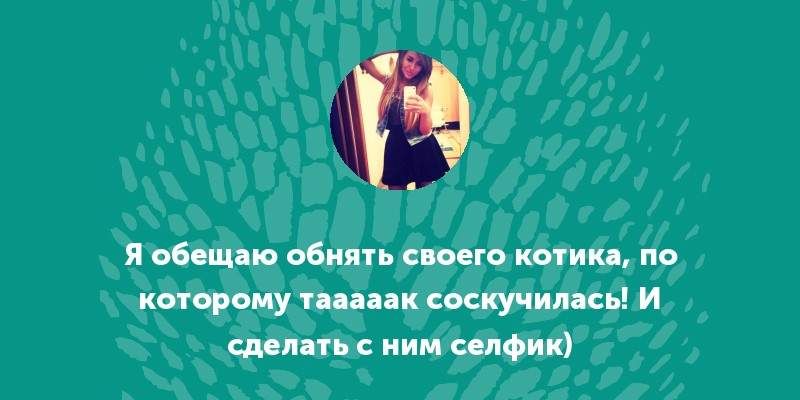 Я обещаю обнять своего котика, по
которому тааааак соскучилась! И
сделать с ним селфик)